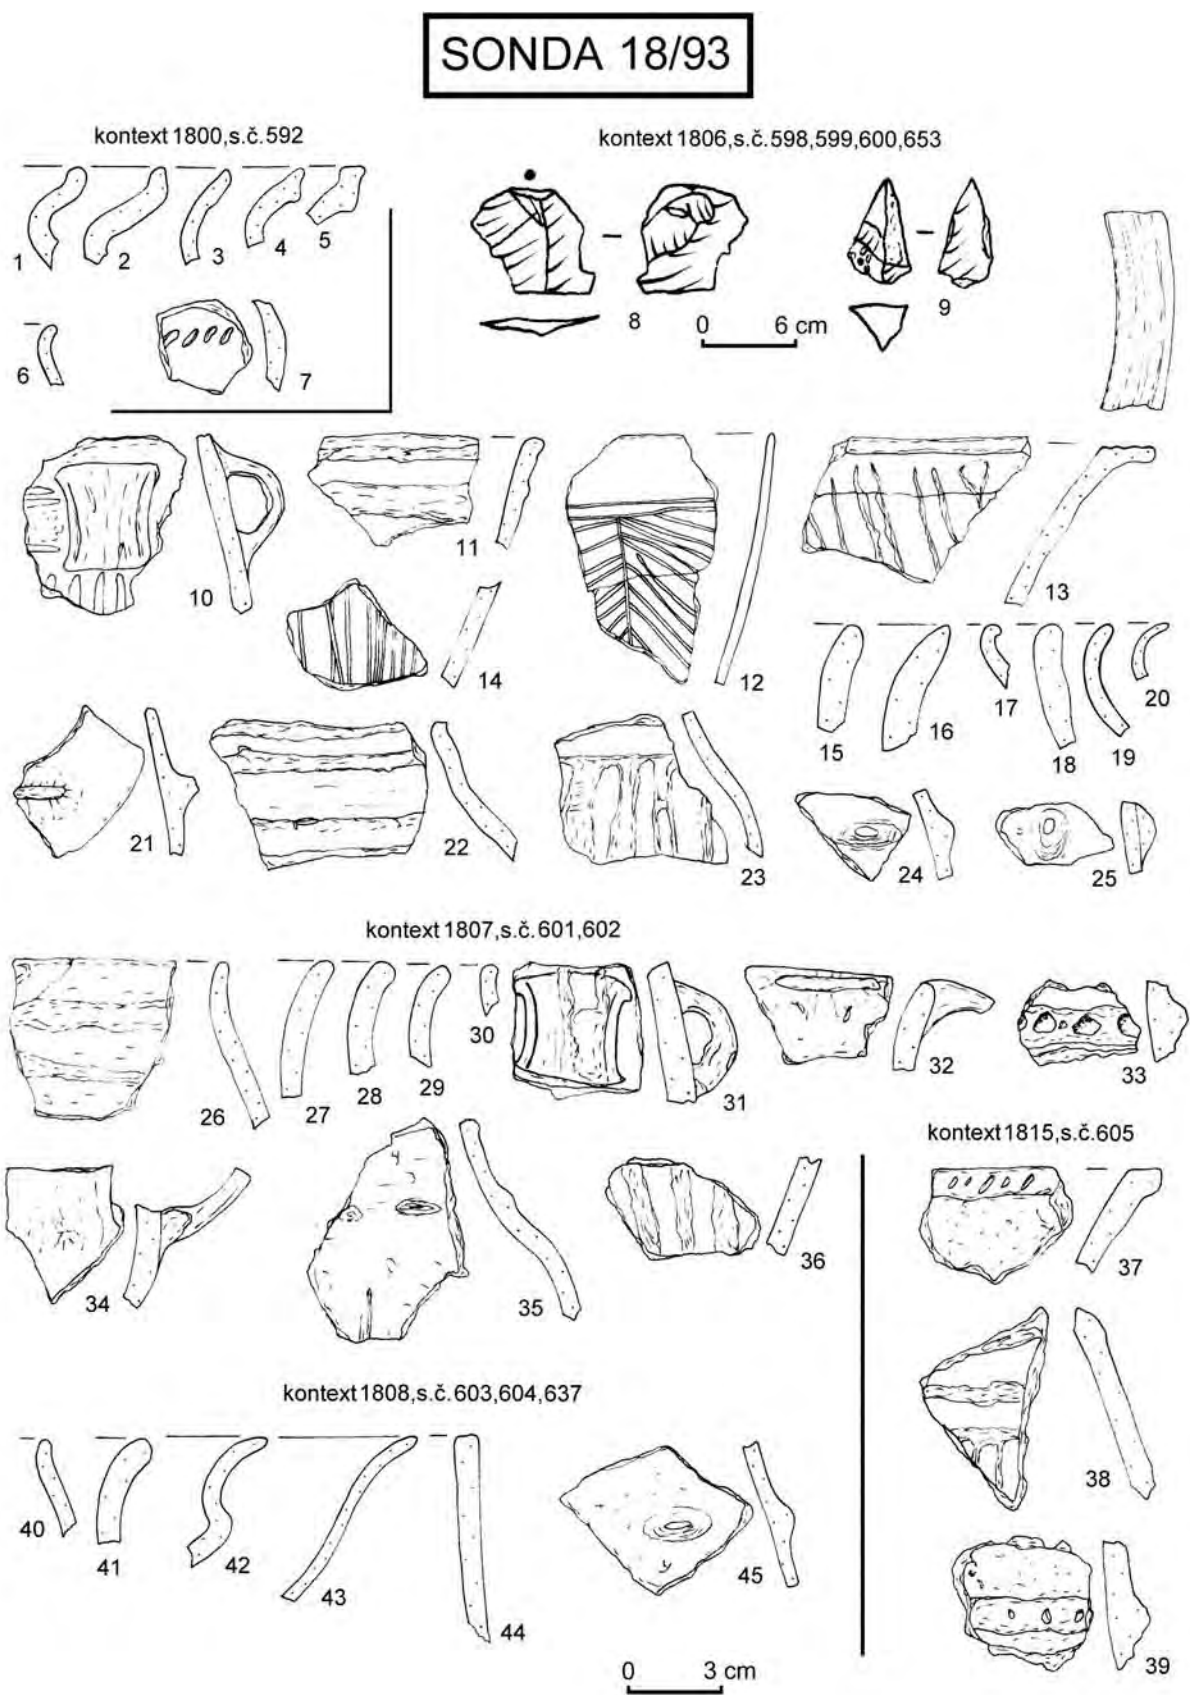 SONDA 18/93
kontext 1800,s.č.592
kontext 1806,s.č.598,599,600,653
1 2 3 4 5
6 7
8 0 6 cm 9
10 11 12 13
14
15 16 17 18 19 20
21 22 23 24 25
kontext 1807,s.č.601,602
26 27 28 29 30 31 32 33
kontext 1815,s.č.605
34 35 36 37
38
kontext 1808,s.č.603,604,637
40 41 42 43 44 45
39
0 3 cm